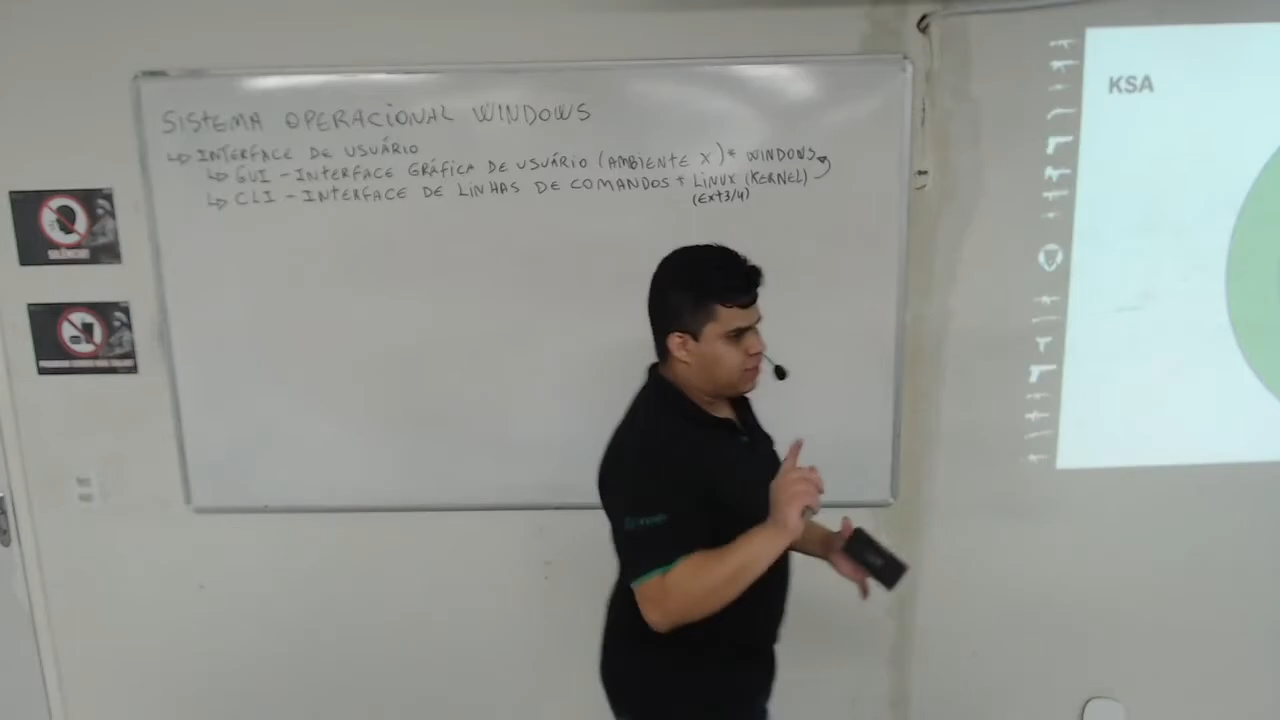 SISTEMA OPERACIONAL WINDOWS
↳ INTERFACE DE USUÁRIO
↳ GUI - INTERFACE GRÁFICA DE USUÁRIO (AMBIENTE X) * WINDOWS
↳ CLI - INTERFACE DE LINHAS DE COMANDOS * LINUX (KERNEL)
(Ext3/4)
SILÊNCIO
KSA